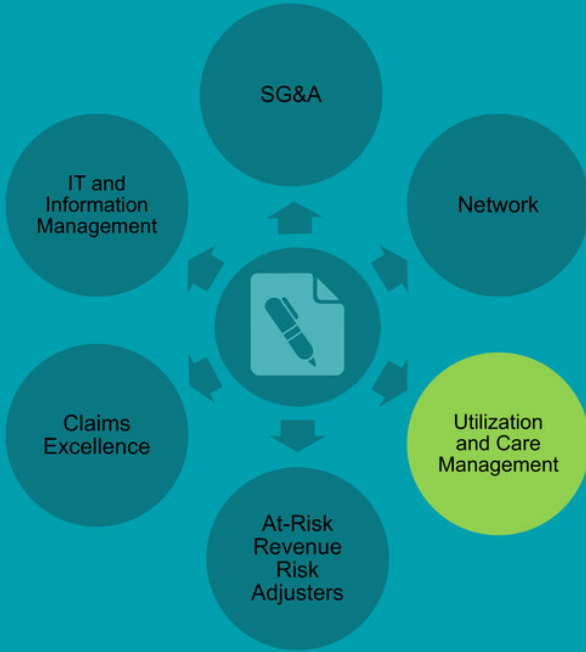 SG&A
IT and
Information
Management
Network
Claims
Excellence
Utilization
and Care
Management
At-Risk
Revenue
Risk
Adjusters